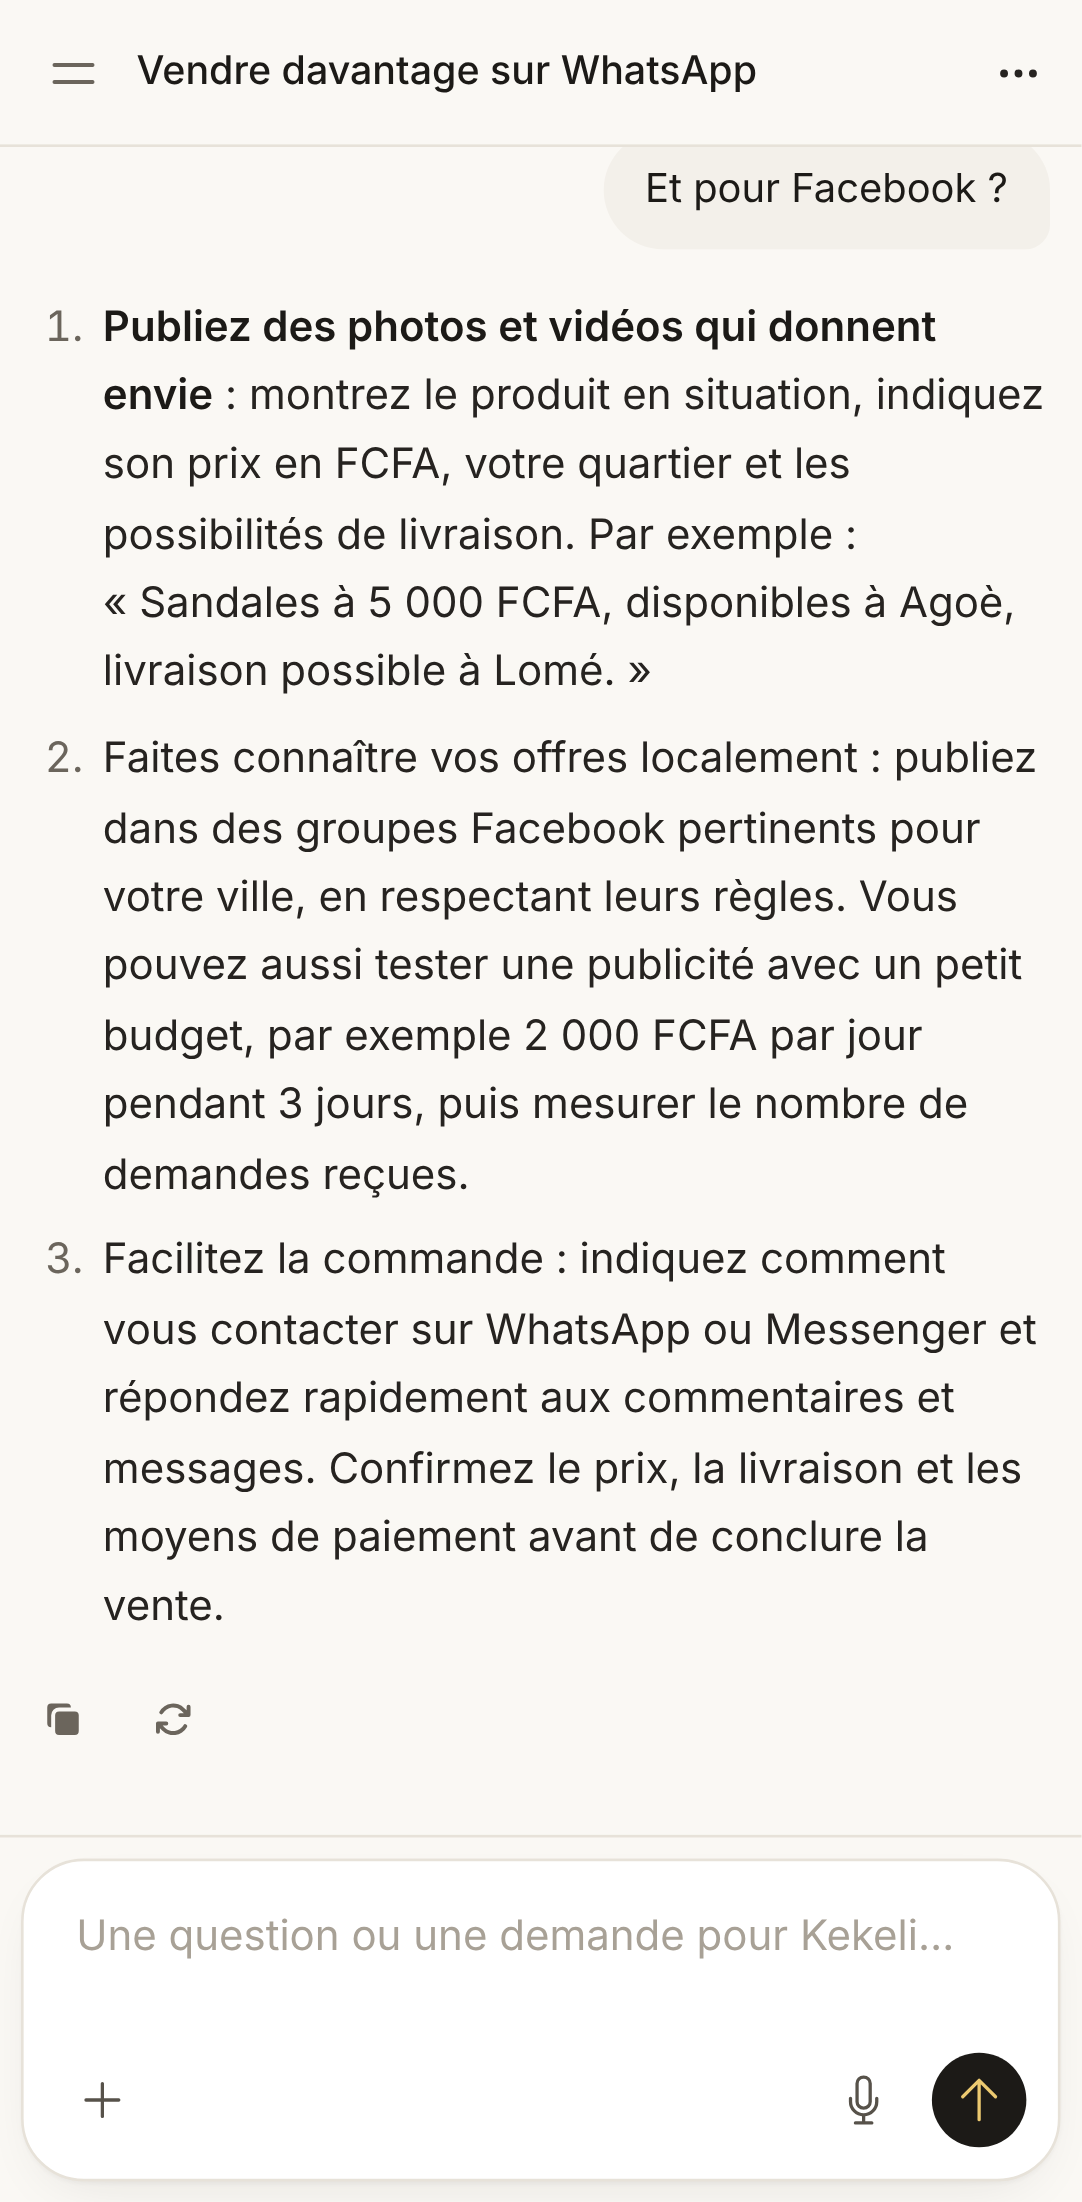 Vendre davantage sur WhatsApp
Et pour Facebook ?
1. Publiez des photos et vidéos qui donnent
envie : montrez le produit en situation, indiquez
son prix en FCFA, votre quartier et les
possibilités de livraison. Par exemple :
« Sandales à 5 000 FCFA, disponibles à Agoè,
livraison possible à Lomé. »
2. Faites connaître vos offres localement : publiez
dans des groupes Facebook pertinents pour
votre ville, en respectant leurs règles. Vous
pouvez aussi tester une publicité avec un petit
budget, par exemple 2 000 FCFA par jour
pendant 3 jours, puis mesurer le nombre de
demandes reçues.
3. Facilitez la commande : indiquez comment
vous contacter sur WhatsApp ou Messenger et
répondez rapidement aux commentaires et
messages. Confirmez le prix, la livraison et les
moyens de paiement avant de conclure la
vente.
Une question ou une demande pour Kekeli...